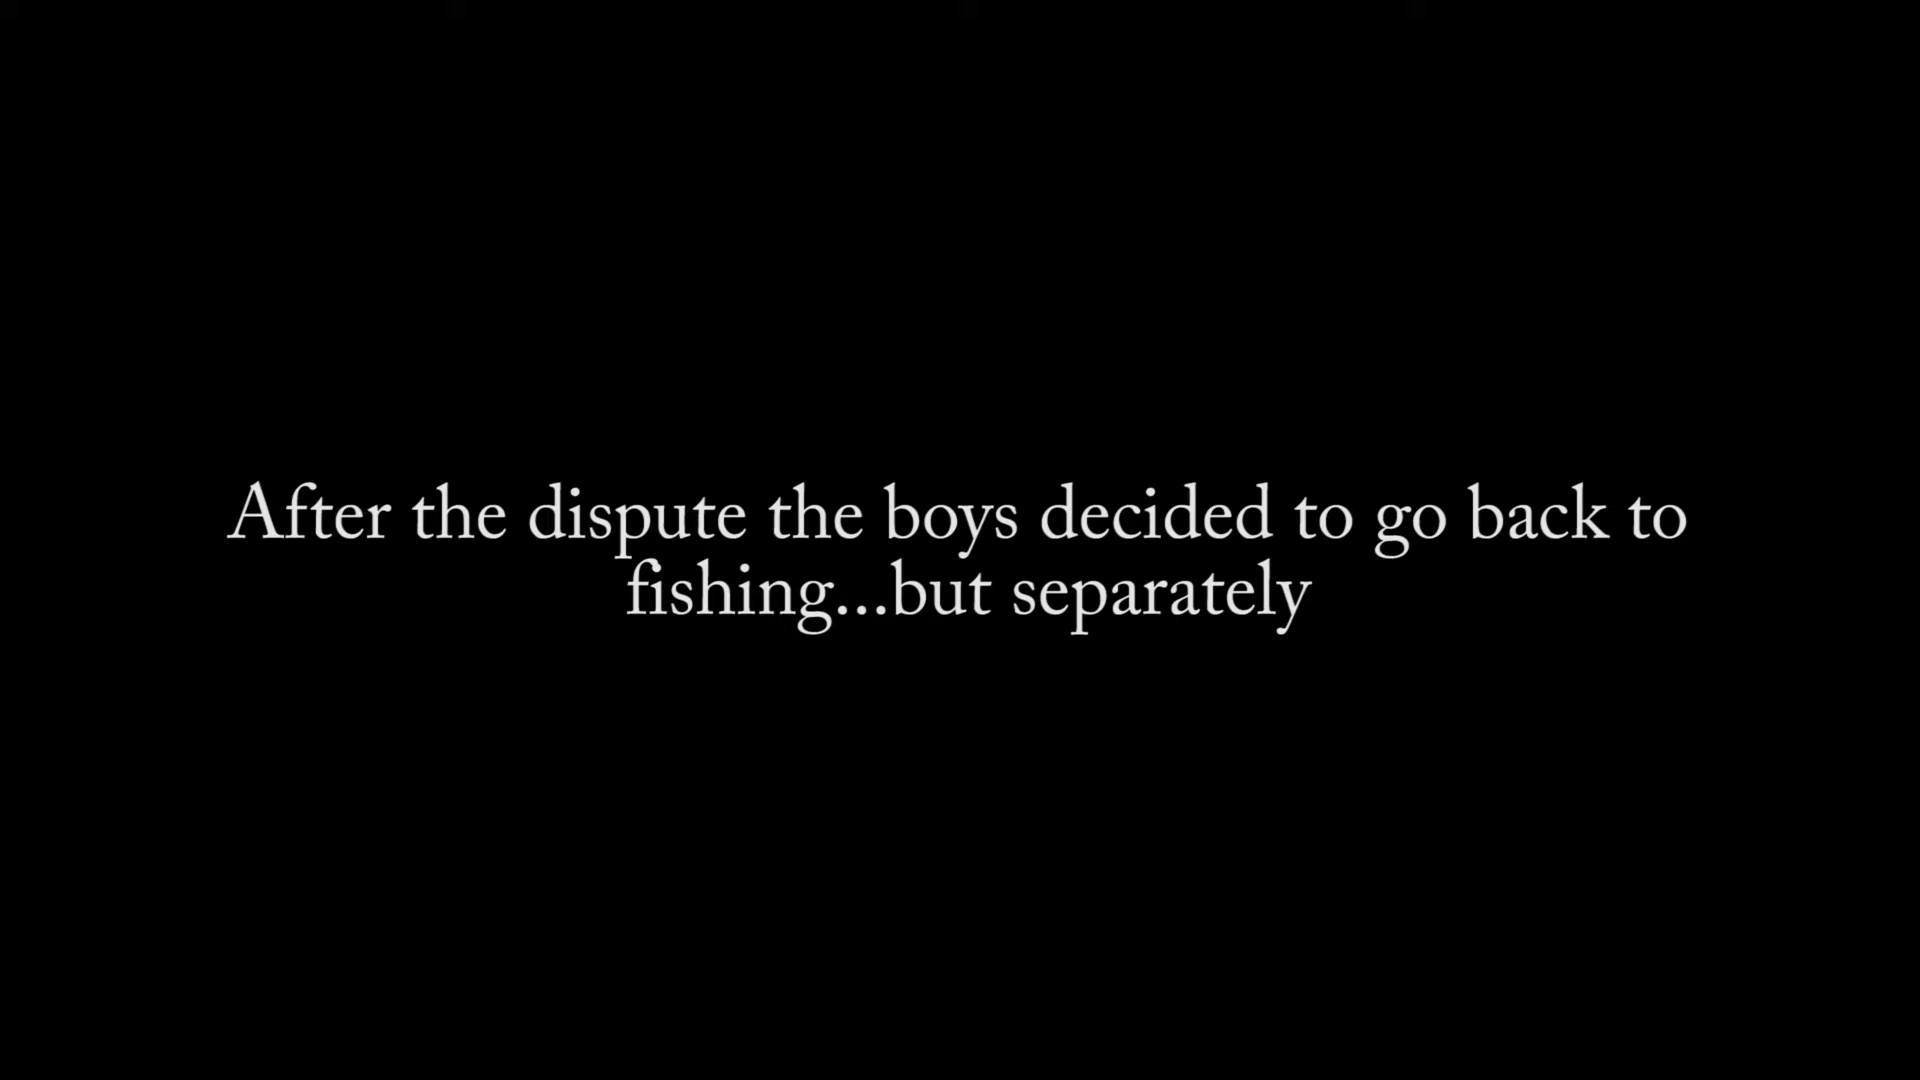 After the dispute the boys decided to go back to
fishing...but separately